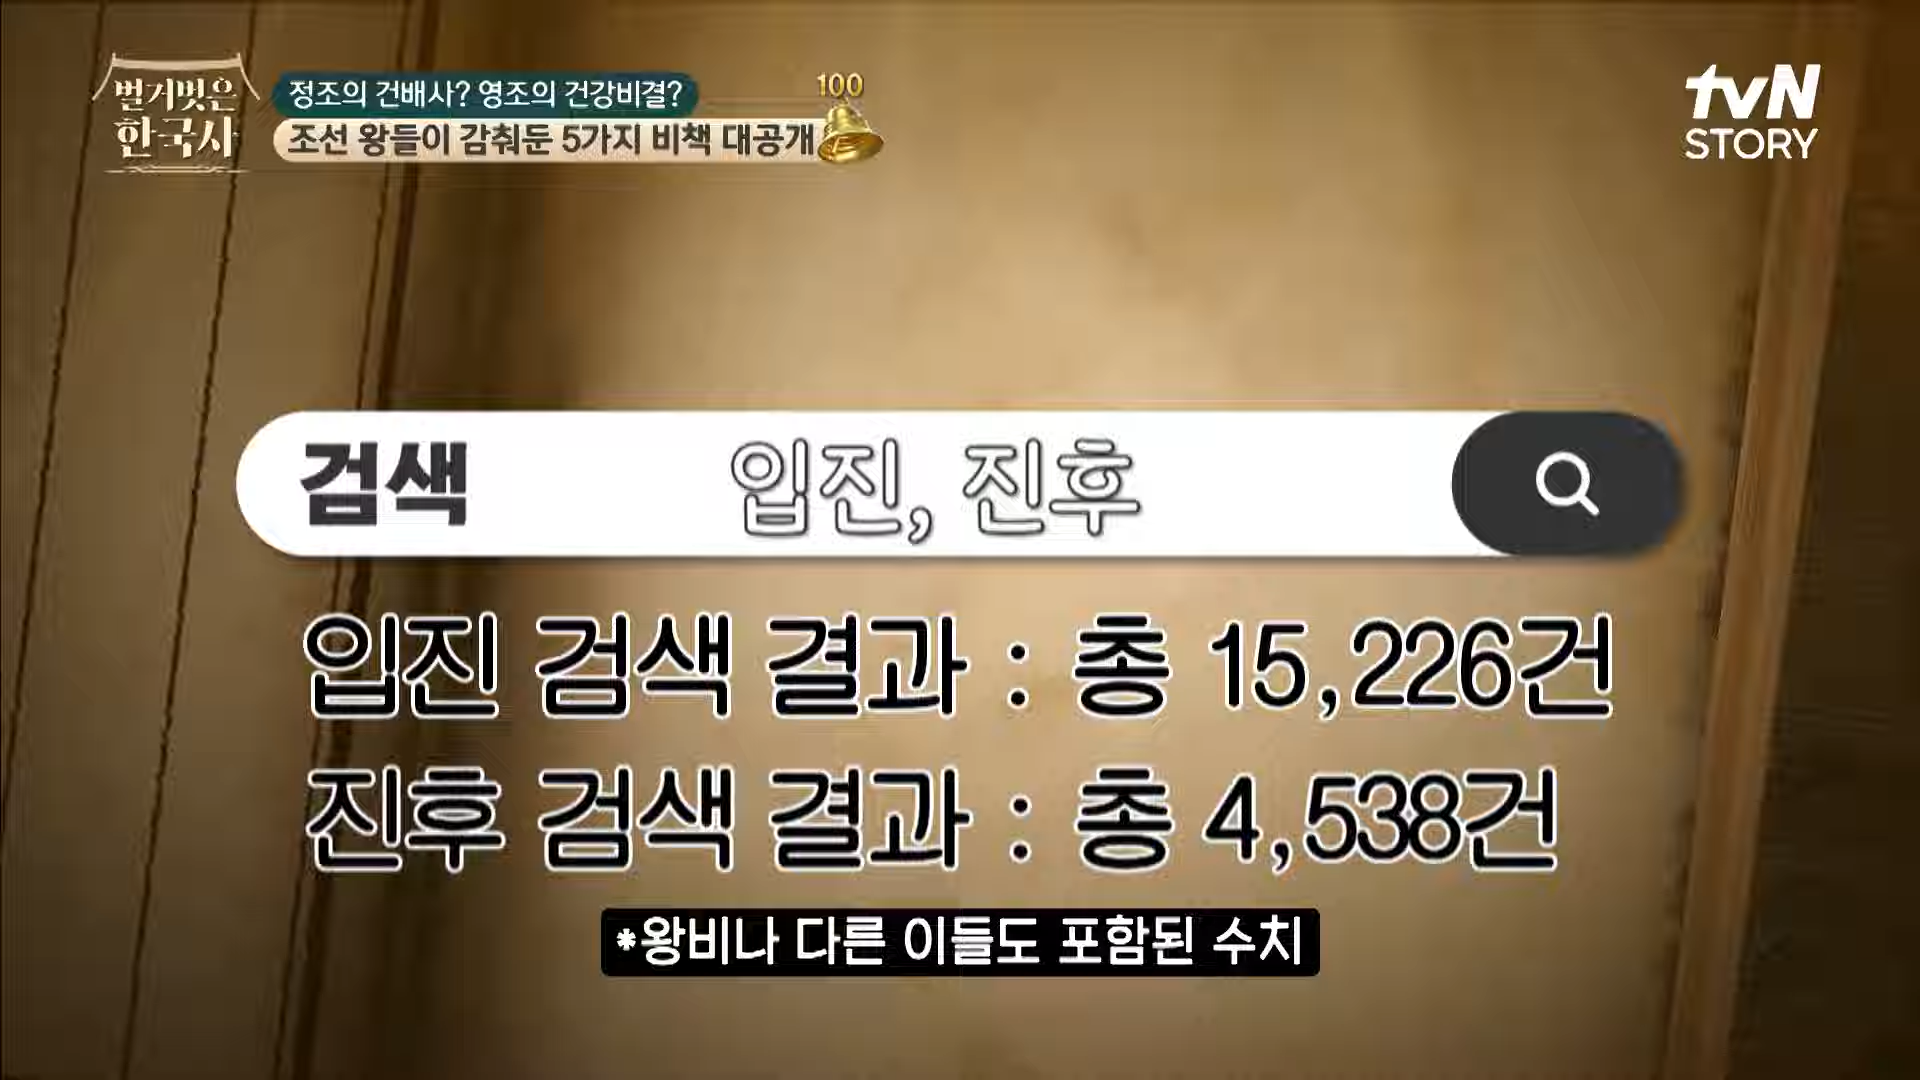 벌거벗은
한국사
정조의 건배사? 영조의 건강비결?
조선 왕들이 감춰둔 5가지 비책 대공개
100
tvN
STORY
검색 입진, 진후
입진 검색 결과 : 총 15,226건
진후 검색 결과 : 총 4,538건
*왕비나 다른 이들도 포함된 수치